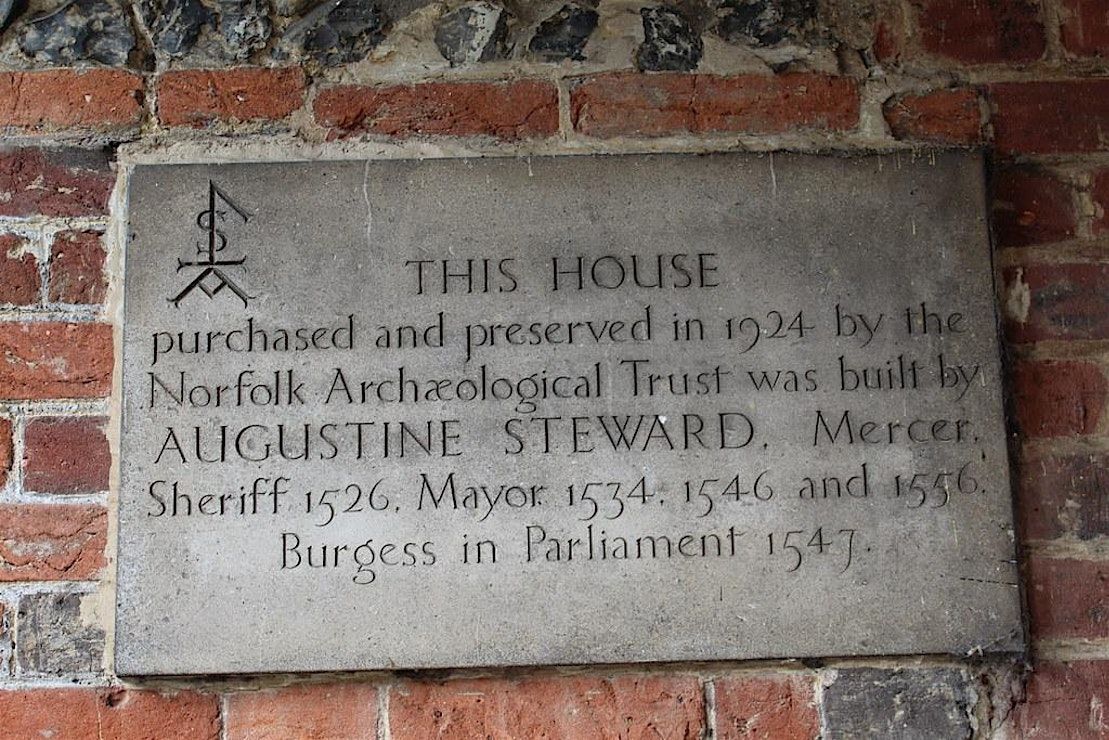 THIS HOUSE
purchased and preserved in 1924 by the
Norfolk Archæological Trust was built by
AUGUSTINE STEWARD, Mercer,
Sheriff 1526, Mayor 1534, 1546 and 1556,
Burgess in Parliament 1547.